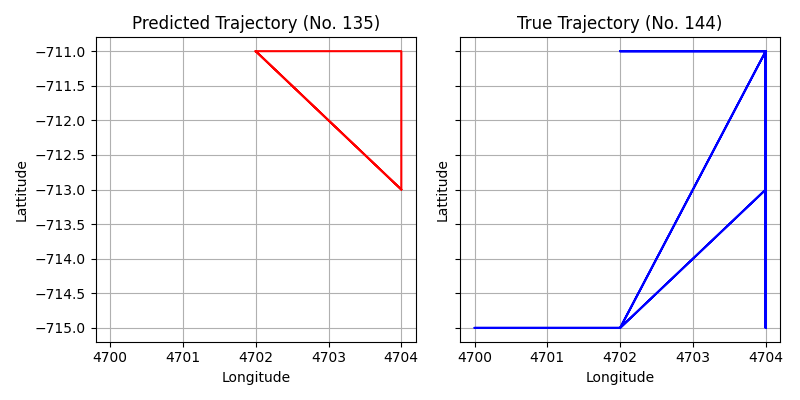 Predicted Trajectory (No. 135)
True Trajectory (No. 144)
−711.0
−711.5
−712.0
−712.5
−713.0
−713.5
−714.0
−714.5
−715.0
Lattitude
Lattitude
4700 4701 4702 4703 4704
4700 4701 4702 4703 4704
Longitude
Longitude